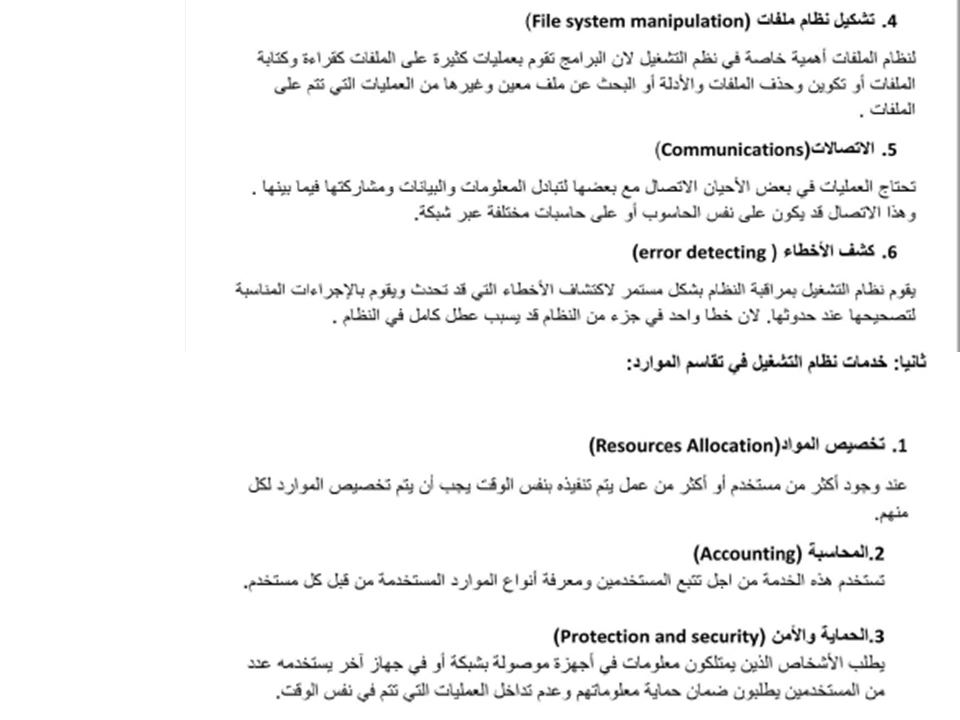 4. تشكيل نظام ملفات (File system manipulation)
لنظام الملفات أهمية خاصة في نظم التشغيل لان البرامج تقوم بعمليات كثيرة على الملفات كقراءة وكتابة
الملفات أو تكوين وحذف الملفات والأدلة أو البحث عن ملف معين وغيرها من العمليات التي تتم على
الملفات .
5. الاتصالات(Communications)
تحتاج العمليات في بعض الأحيان الاتصال مع بعضها لتبادل المعلومات والبيانات ومشاركتها فيما بينها .
وهذا الاتصال قد يكون على نفس الحاسوب أو على حاسبات مختلفة عبر شبكة.
6. كشف الأخطاء ( error detecting)
يقوم نظام التشغيل بمراقبة النظام بشكل مستمر لاكتشاف الأخطاء التي قد تحدث ويقوم بالإجراءات المناسبة
لتصحيحها عند حدوثها. لان خطا واحد في جزء من النظام قد يسبب عطل كامل في النظام .
ثانيا: خدمات نظام التشغيل في تقاسم الموارد:
1. تخصيص المواد(Resources Allocation)
عند وجود أكثر من مستخدم أو أكثر من عمل يتم تنفيذه بنفس الوقت يجب أن يتم تخصيص الموارد لكل
منهم.
2.المحاسبة (Accounting)
تستخدم هذه الخدمة من اجل تتبع المستخدمين ومعرفة أنواع الموارد المستخدمة من قبل كل مستخدم.
3.الحماية والأمن (Protection and security)
يطلب الأشخاص الذين يمتلكون معلومات في أجهزة موصولة بشبكة أو في جهاز آخر يستخدمه عدد
من المستخدمين يطلبون ضمان حماية معلوماتهم وعدم تداخل العمليات التي تتم في نفس الوقت.